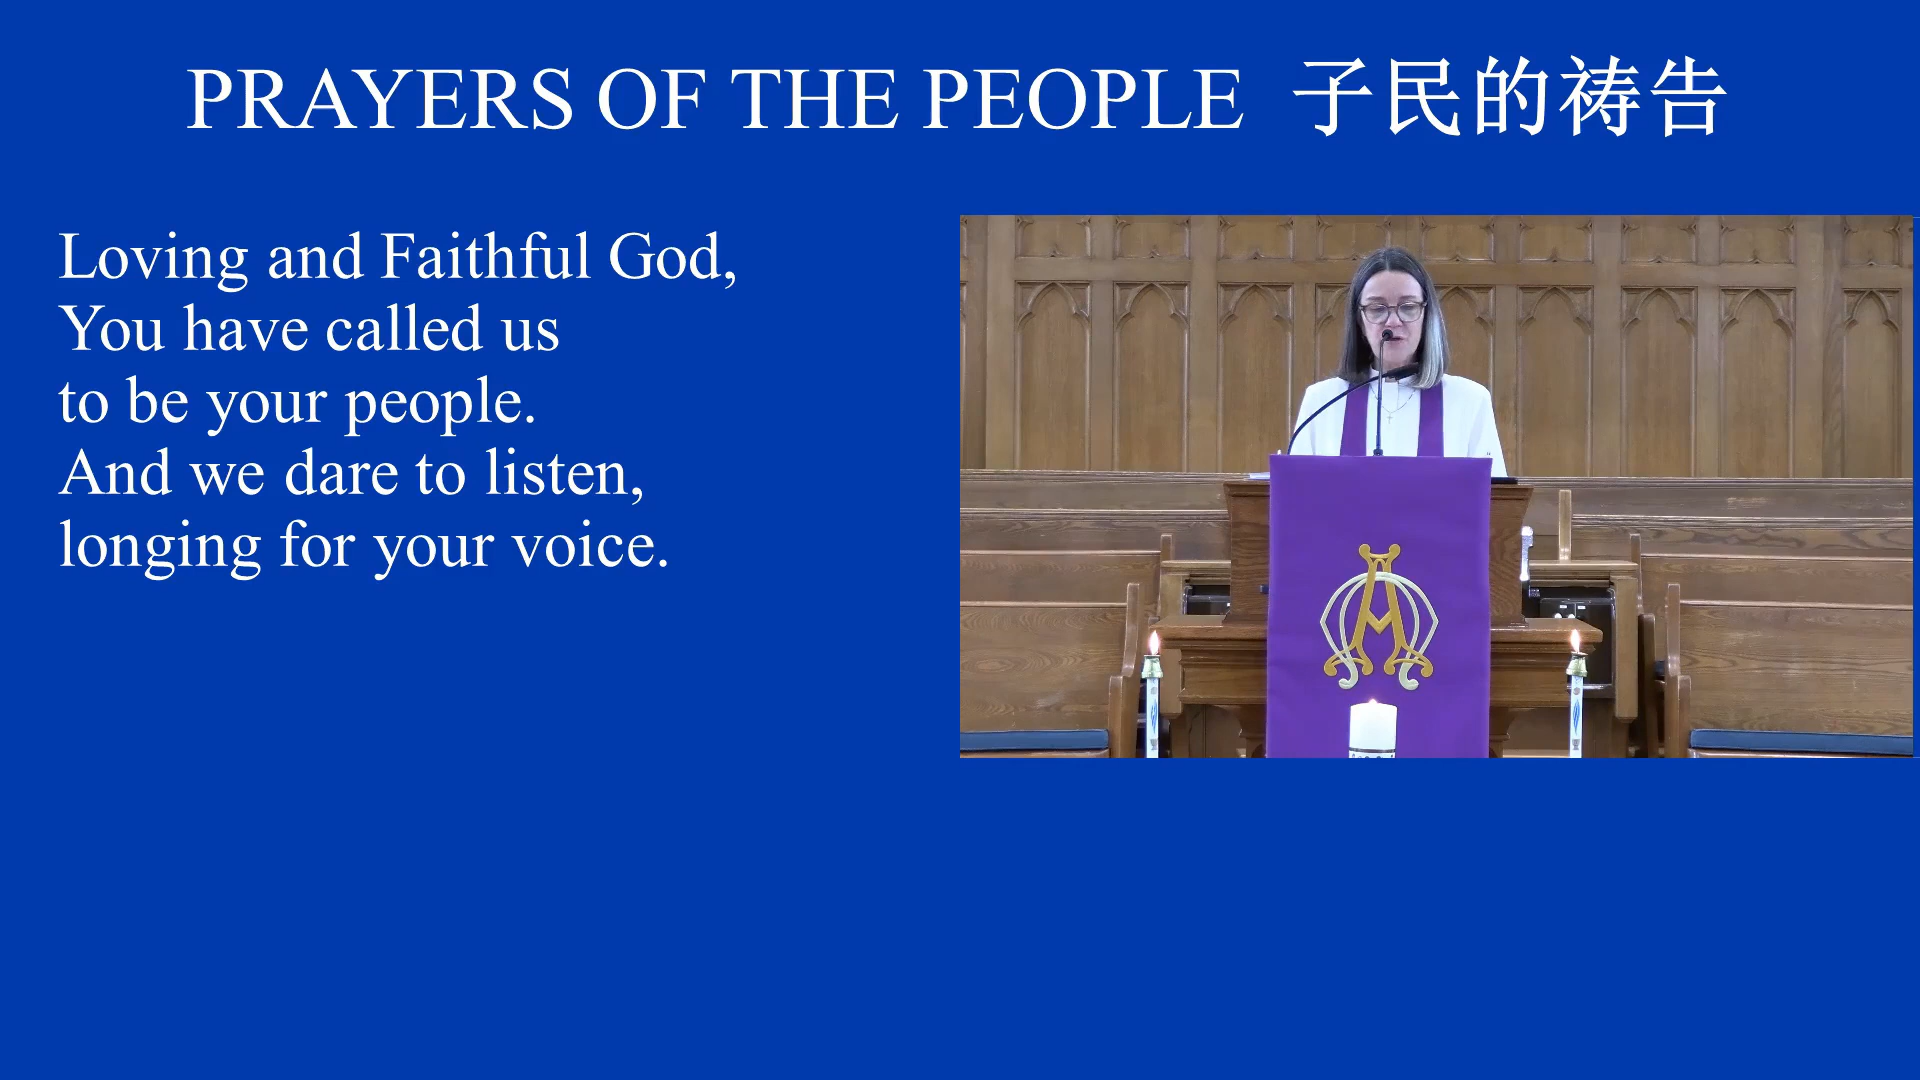 PRAYERS OF THE PEOPLE 子民的祷告
Loving and Faithful God,
You have called us
to be your people.
And we dare to listen,
longing for your voice.